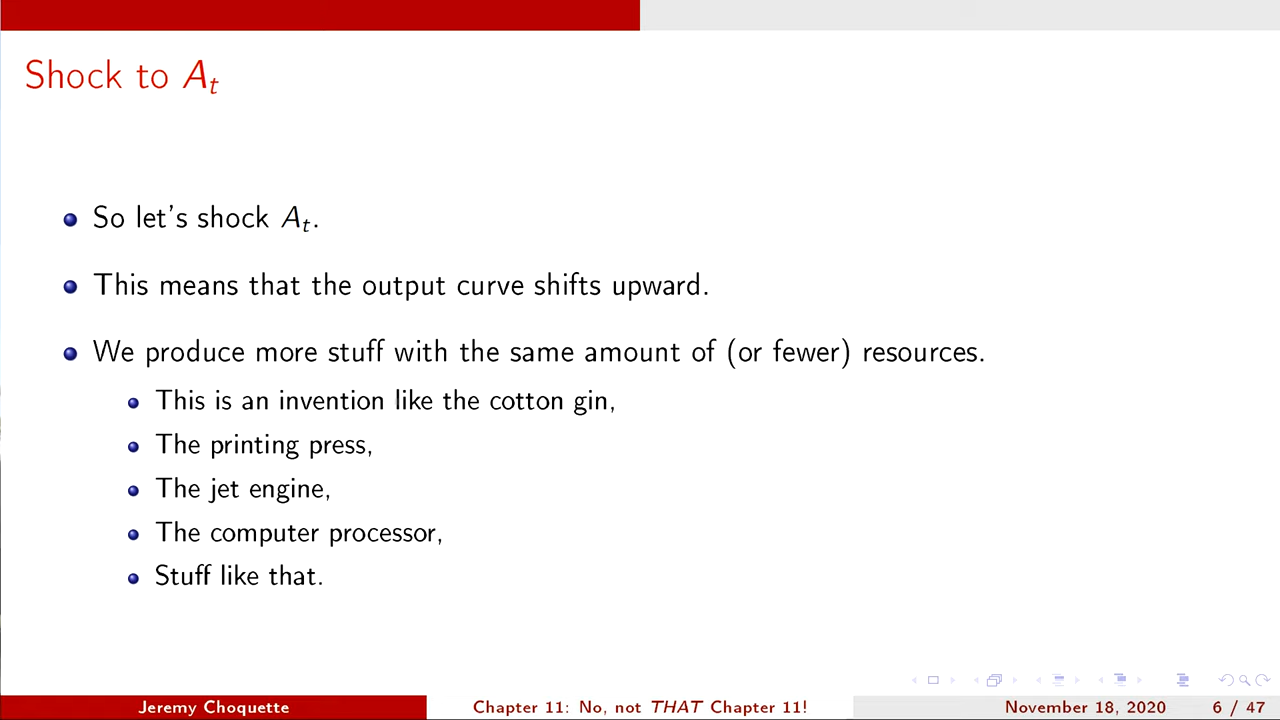 Shock to Aₜ
So let's shock Aₜ.
This means that the output curve shifts upward.
We produce more stuff with the same amount of (or fewer) resources.
This is an invention like the cotton gin,
The printing press,
The jet engine,
The computer processor,
Stuff like that.
Jeremy Choquette
Chapter 11: No, not THAT Chapter 11!
November 18, 2020
6 / 47